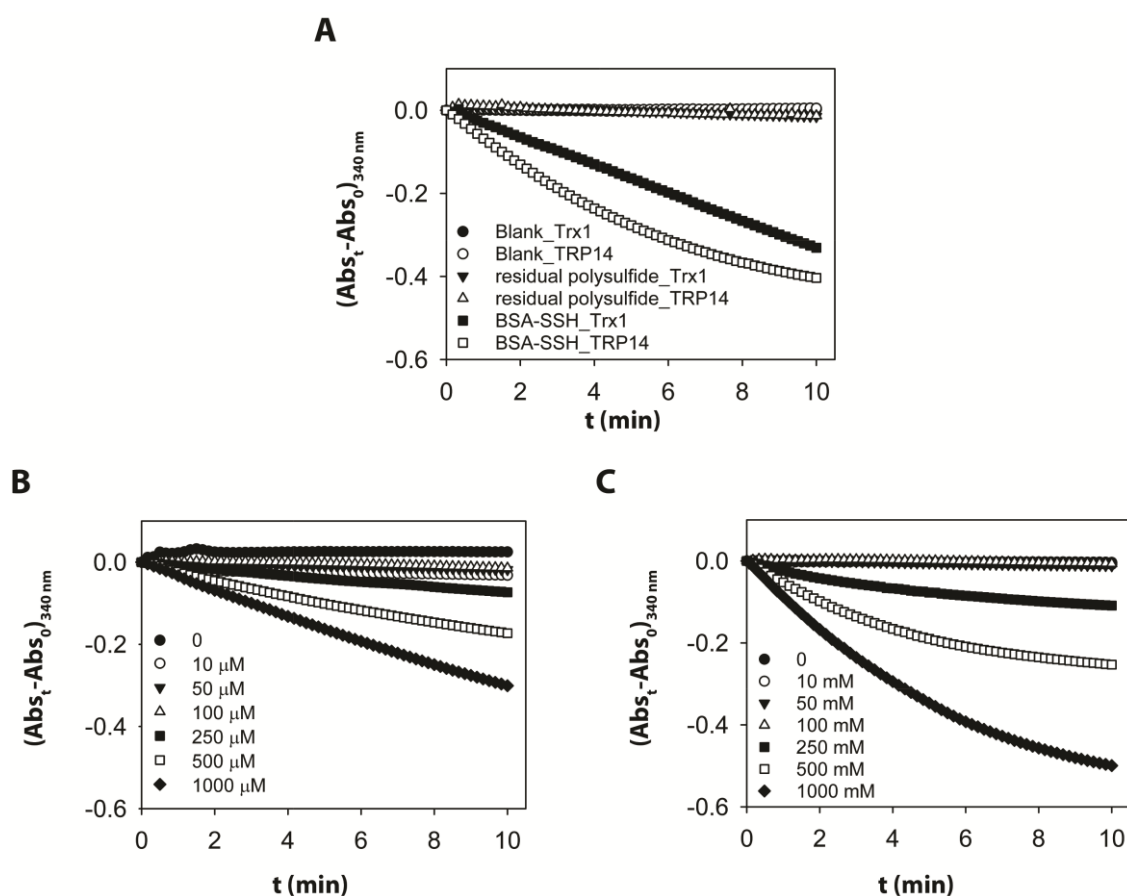 A
(Abs_t-Abs_0)_340 nm
0.0
-0.2
-0.4
-0.6
Blank_Trx1
Blank_TRP14
residual polysulfide_Trx1
residual polysulfide_TRP14
BSA-SSH_Trx1
BSA-SSH_TRP14
0 2 4 6 8 10
t (min)
B
(Abs_t-Abs_0)_340 nm
0.0
-0.2
-0.4
-0.6
0
10 μM
50 μM
100 μM
250 μM
500 μM
1000 μM
0 2 4 6 8 10
t (min)
C
(Abs_t-Abs_0)_340 nm
0.0
-0.2
-0.4
-0.6
0
10 mM
50 mM
100 mM
250 mM
500 mM
1000 mM
0 2 4 6 8 10
t (min)